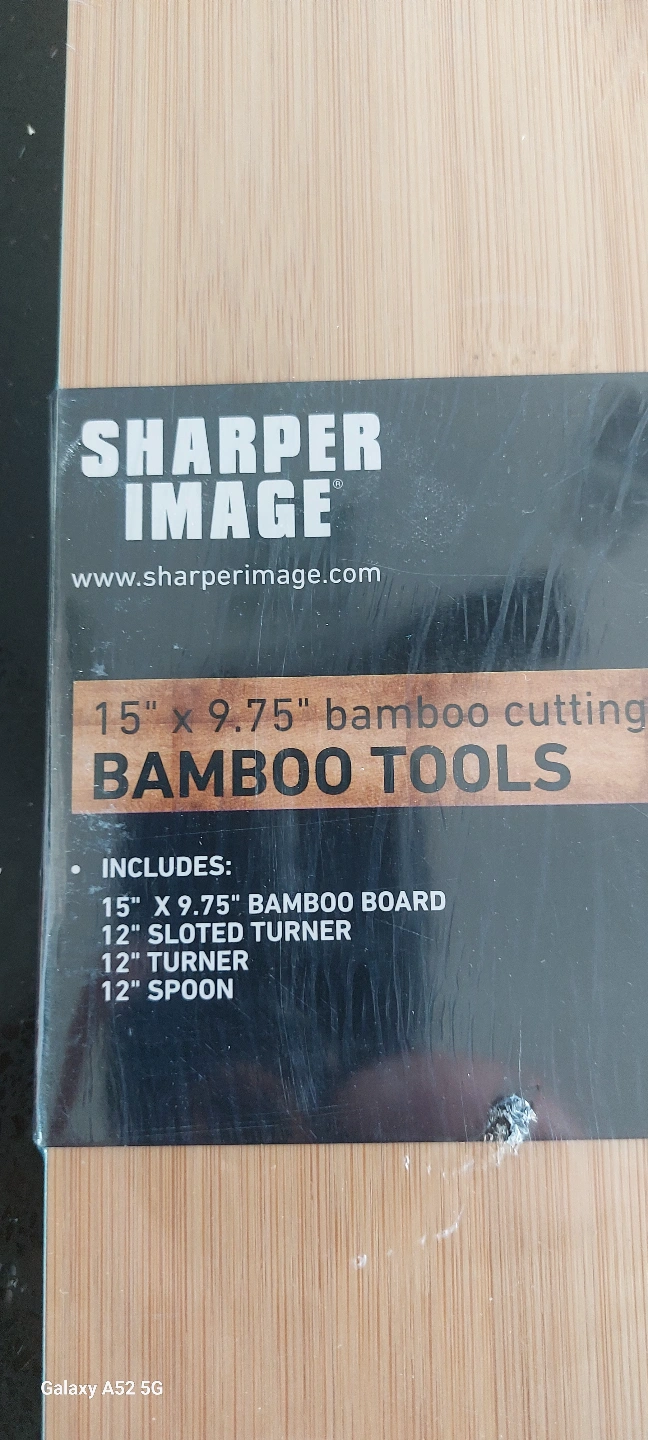 SHARPER
IMAGE®
www.sharperimage.com
15" x 9.75" bamboo cutting
BAMBOO TOOLS
• INCLUDES:
15" X 9.75" BAMBOO BOARD
12" SLOTED TURNER
12" TURNER
12" SPOON
Galaxy A52 5G